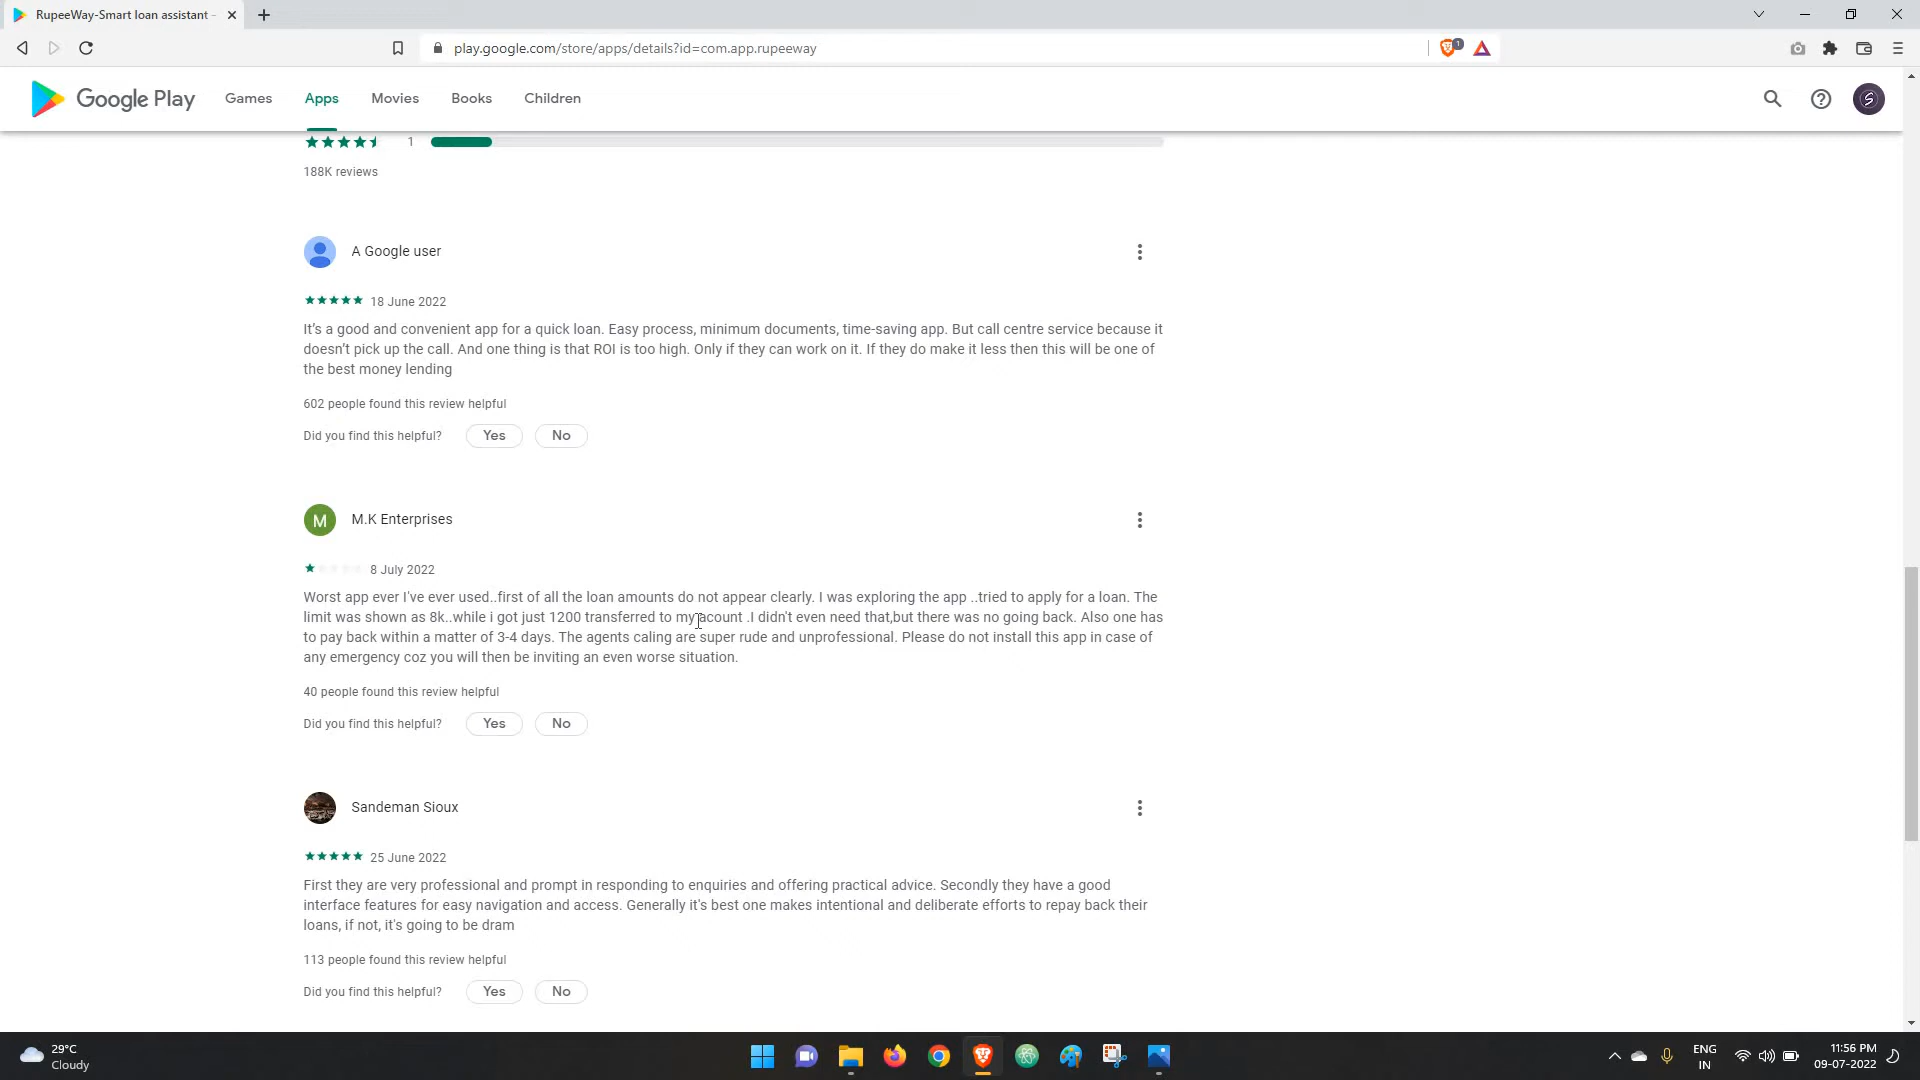 RupeeWay-Smart loan assistant -
play.google.com/store/apps/details?id=com.app.rupeeway
1
Google Play Games Apps Movies Books Children
S
1
188K reviews
A Google user
18 June 2022
It's a good and convenient app for a quick loan. Easy process, minimum documents, time-saving app. But call centre service because it
doesn't pick up the call. And one thing is that ROI is too high. Only if they can work on it. If they do make it less then this will be one of
the best money lending
602 people found this review helpful
Did you find this helpful? Yes No
M
M.K Enterprises
8 July 2022
Worst app ever I've ever used..first of all the loan amounts do not appear clearly. I was exploring the app ..tried to apply for a loan. The
limit was shown as 8k..while i got just 1200 transferred to my acount .I didn't even need that,but there was no going back. Also one has
to pay back within a matter of 3-4 days. The agents caling are super rude and unprofessional. Please do not install this app in case of
any emergency coz you will then be inviting an even worse situation.
40 people found this review helpful
Did you find this helpful? Yes No
Sandeman Sioux
25 June 2022
First they are very professional and prompt in responding to enquiries and offering practical advice. Secondly they have a good
interface features for easy navigation and access. Generally it's best one makes intentional and deliberate efforts to repay back their
loans, if not, it's going to be dram
113 people found this review helpful
Did you find this helpful? Yes No
29°C
Cloudy
ENG
IN
11:56 PM
09-07-2022